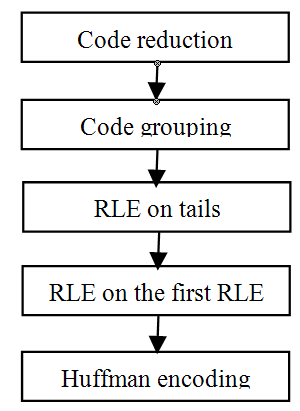 Code reduction
Code grouping
RLE on tails
RLE on the first RLE
Huffman encoding